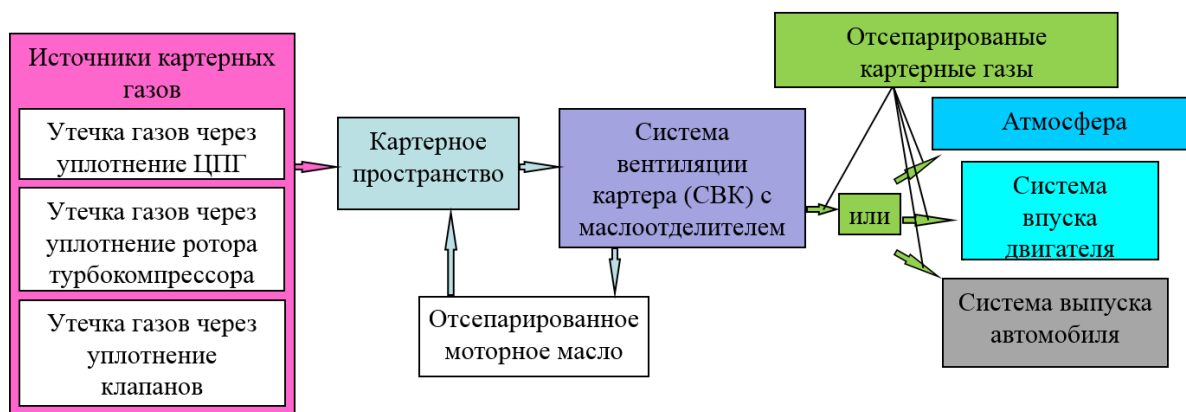 Источники картерных
газов
Утечка газов через
уплотнение ЦПГ
Утечка газов через
уплотнение ротора
турбокомпрессора
Утечка газов через
уплотнение
клапанов
Картерное
пространство
Система
вентиляции
картера (СВК) с
маслоотделителем
Отсепарированное
моторное масло
Отсепарированые
картерные газы
или
Атмосфера
Система
впуска
двигателя
Система выпуска
автомобиля